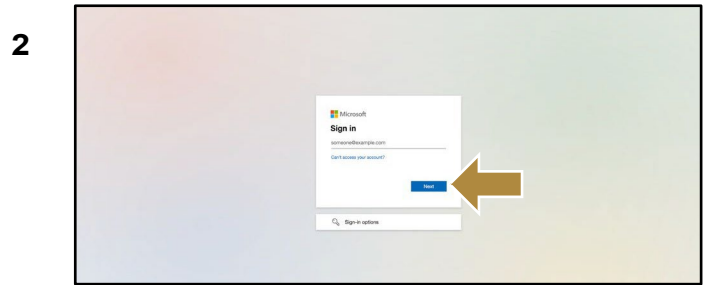 2
Microsoft
Sign in
someone@example.com
Can't access your account?
Next
Sign-in options